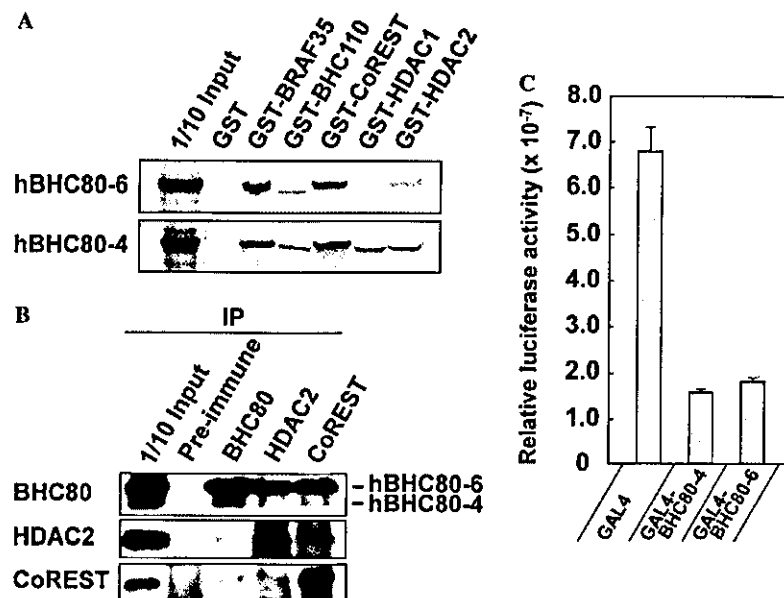 A
1/10 Input
GST
GST-BRAF35
GST-BHC110
GST-CoREST
GST-HDAC1
GST-HDAC2
hBHC80-6
hBHC80-4
B
IP
1/10 Input
Pre-immune
BHC80
HDAC2
CoREST
BHC80
hBHC80-6
hBHC80-4
HDAC2
CoREST
C
Relative luciferase activity (x 10-7)
8.0
7.0
6.0
5.0
4.0
3.0
2.0
1.0
0
GAL4
GAL4-
BHC80-4
GAL4-
BHC80-6